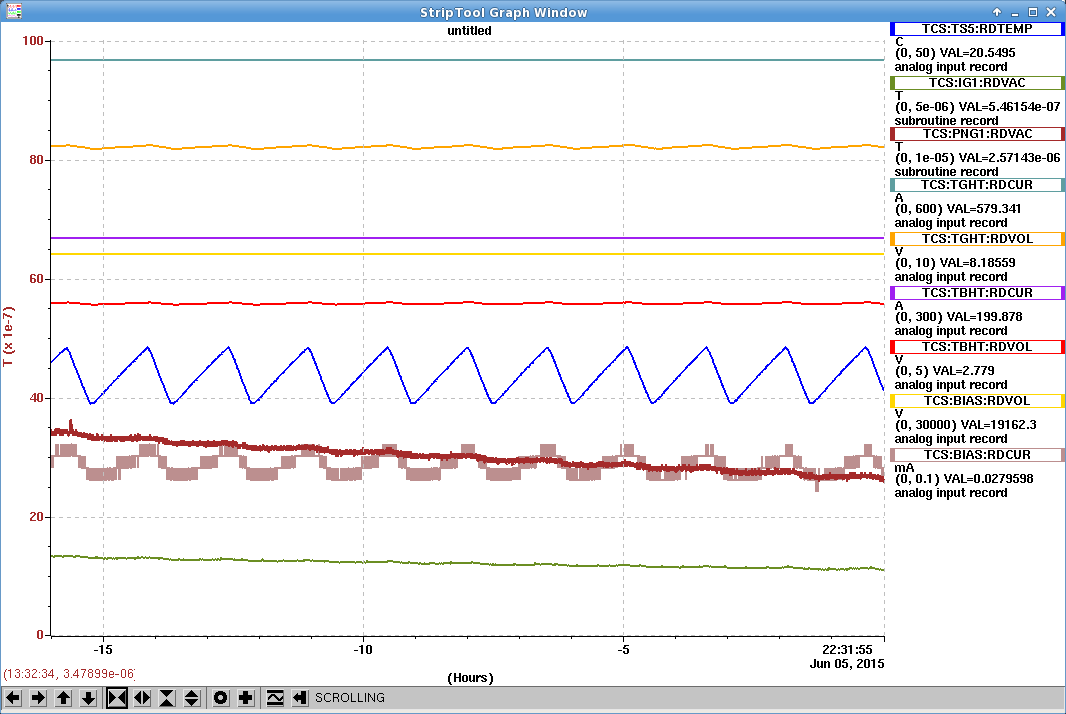 StripTool Graph Window
untitled
100
80
60
40
20
0
T (x 1e-7)
-15
-10
-5
22:31:55
Jun 05, 2015
(Hours)
(13:32:34, 3.47899e-06)
SCROLLING
TCS:TS5:RDTEMP
C
(0, 50) VAL=20.5495
analog input record
TCS:IG1:RDVAC
T
(0, 5e-06) VAL=5.46154e-07
subroutine record
TCS:PNG1:RDVAC
T
(0, 1e-05) VAL=2.57143e-06
subroutine record
TCS:TGHT:RDCUR
A
(0, 600) VAL=579.341
analog input record
TCS:TGHT:RDVOL
V
(0, 10) VAL=8.18559
analog input record
TCS:TBHT:RDCUR
A
(0, 300) VAL=199.878
analog input record
TCS:TBHT:RDVOL
V
(0, 5) VAL=2.779
analog input record
TCS:BIAS:RDVOL
V
(0, 30000) VAL=19162.3
analog input record
TCS:BIAS:RDCUR
mA
(0, 0.1) VAL=0.0279598
analog input record